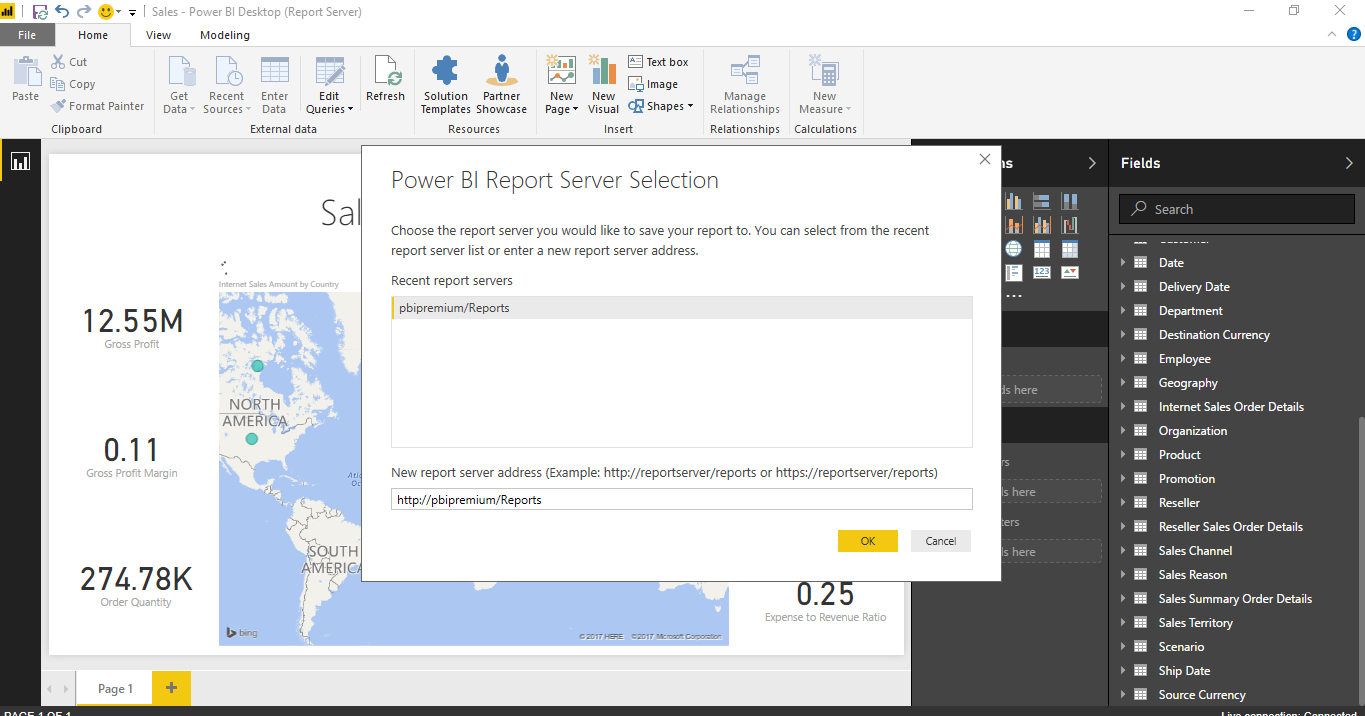 Sales - Power BI Desktop (Report Server)
File Home View Modeling
Paste
Cut
Copy
Format Painter
Clipboard
Get Data
Recent Sources
Enter Data
Edit Queries
Refresh
External data
Solution Templates
Partner Showcase
Resources
New Page
New Visual
Text box
Image
Shapes
Insert
Manage Relationships
Relationships
New Measure
Calculations
Sal
Internet Sales Amount by Country
12.55M
Gross Profit
0.11
Gross Profit Margin
274.78K
Order Quantity
NORTH
AMERICA
SOUTH
AMERICA
bing
© 2017 HERE © 2017 Microsoft Corporation
0.25
Expense to Revenue Ratio
Power BI Report Server Selection
Choose the report server you would like to save your report to. You can select from the recent
report server list or enter a new report server address.
Recent report servers
pbipremium/Reports
New report server address (Example: http://reportserver/reports or https://reportserver/reports)
http://pbipremium/Reports
OK Cancel
ns
123
ds here
rs
ds here
ters
ds here
Fields
Search
Date
Delivery Date
Department
Destination Currency
Employee
Geography
Internet Sales Order Details
Organization
Product
Promotion
Reseller
Reseller Sales Order Details
Sales Channel
Sales Reason
Sales Summary Order Details
Sales Territory
Scenario
Ship Date
Source Currency
Page 1
PAGE 1 OF 1
Live connection: Connected